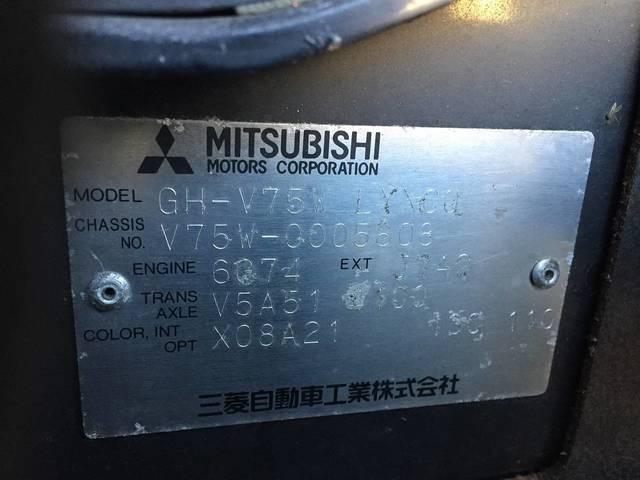 MITSUBISHI
MOTORS CORPORATION
MODEL GH-V75W
CHASSIS NO. V75W-0005603
ENGINE 6G74 EXT
TRANS AXLE V5A51
COLOR, INT OPT X08A21
三菱自動車工業株式会社